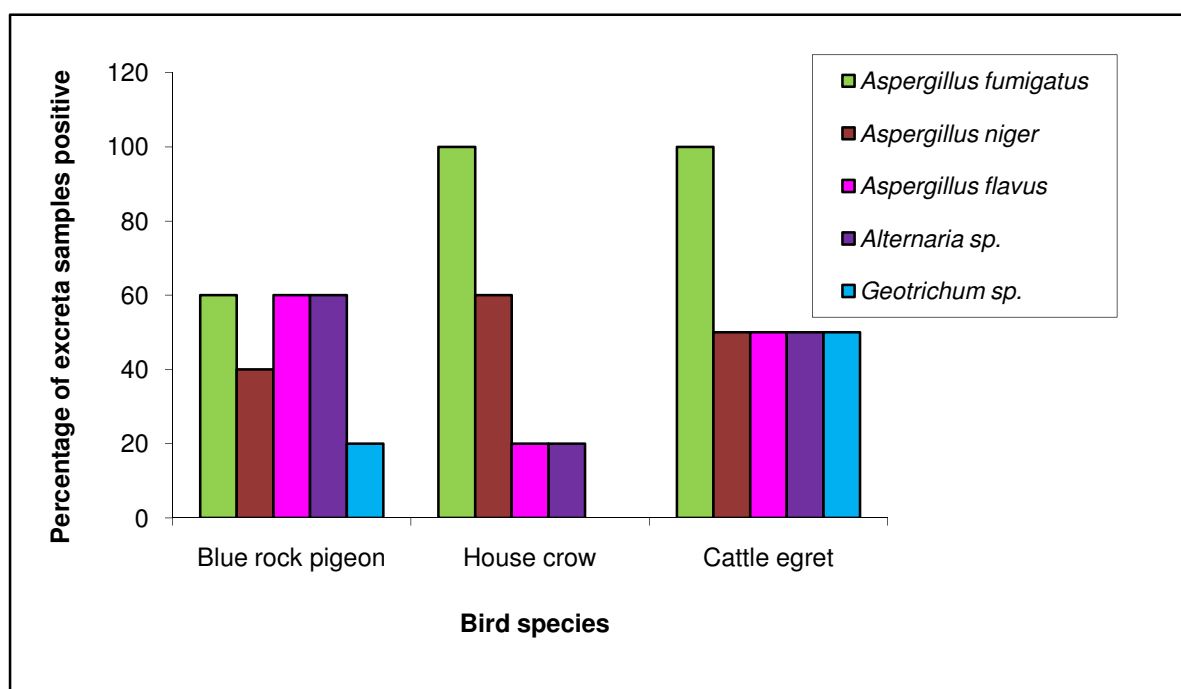 Percentage of excreta samples positive
120
100
80
60
40
20
0
Blue rock pigeon
House crow
Cattle egret
Bird species
Aspergillus fumigatus
Aspergillus niger
Aspergillus flavus
Alternaria sp.
Geotrichum sp.